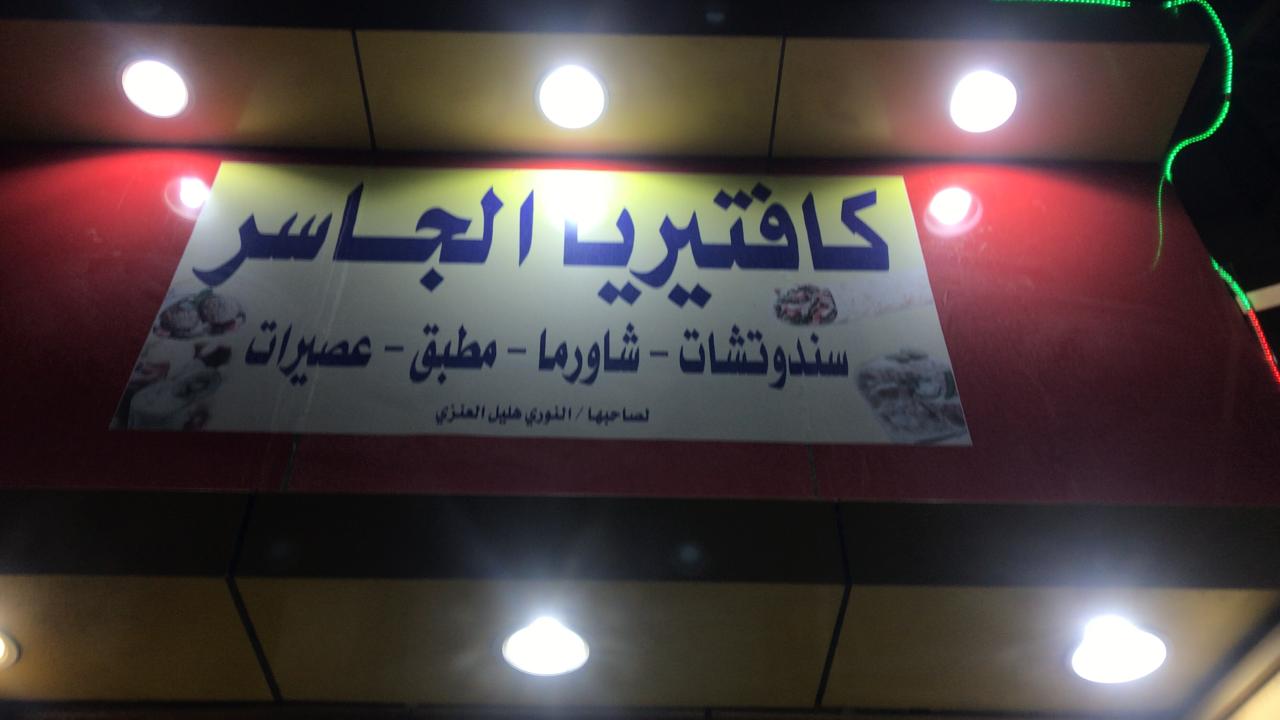 كافتيريا الجاسر
سندوتشات - شاورما - مطبق - عصيرات
لصاحبها / النوري هليل العنزي